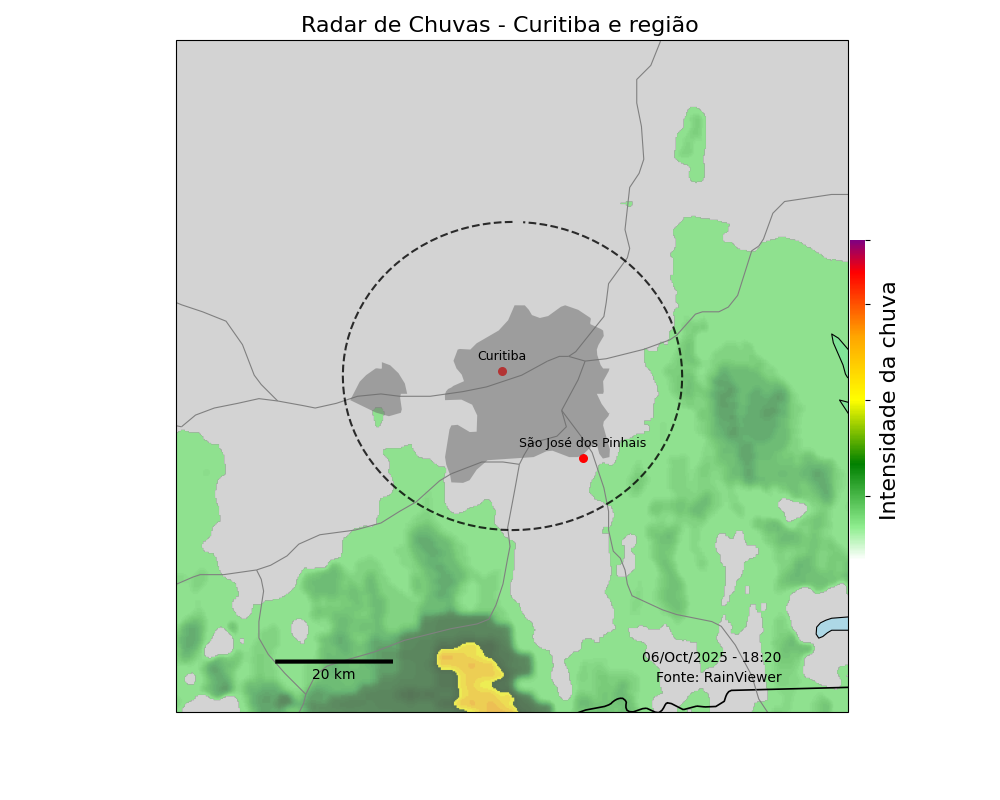 Radar de Chuvas - Curitiba e região
Curitiba
São José dos Pinhais
Intensidade da chuva
06/Oct/2025 - 18:20
Fonte: RainViewer
20 km